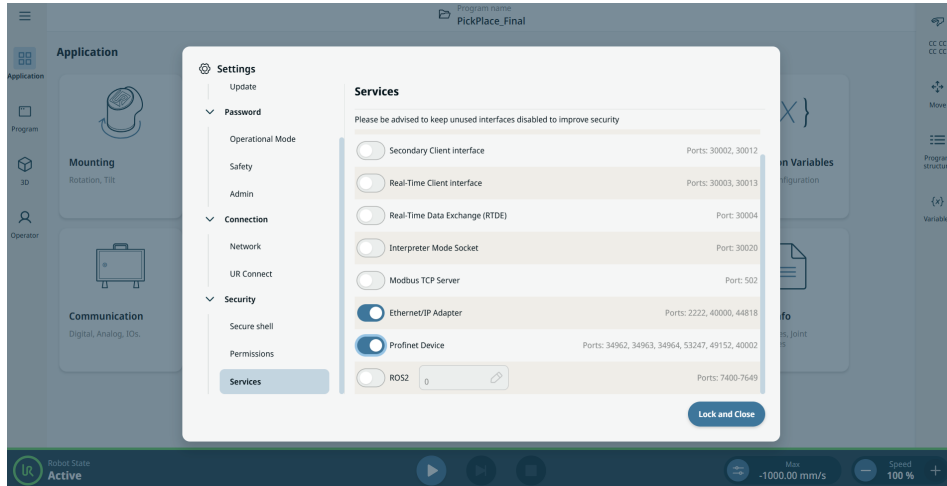 Program name
PickPlace_Final
Application
Application
Program
3D
Operator
Mounting
Rotation, Tilt
Communication
Digital, Analog, IOs.
Settings
Update
Password
Operational Mode
Safety
Admin
Connection
Network
UR Connect
Security
Secure shell
Permissions
Services
Services
Please be advised to keep unused interfaces disabled to improve security
Secondary Client interface Ports: 30002, 30012
Real-Time Client interface Ports: 30003, 30013
Real-Time Data Exchange (RTDE) Port: 30004
Interpreter Mode Socket Port: 30020
Modbus TCP Server Port: 502
Ethernet/IP Adapter Ports: 2222, 40000, 44818
Profinet Device Ports: 34962, 34963, 34964, 53247, 49152, 40002
ROS2 0 Ports: 7400-7649
Lock and Close
X }
Variables
CC CC
CC CC
Move
{x}
UR
Robot State
Active
Max
-1000.00 mm/s
Speed
100 %